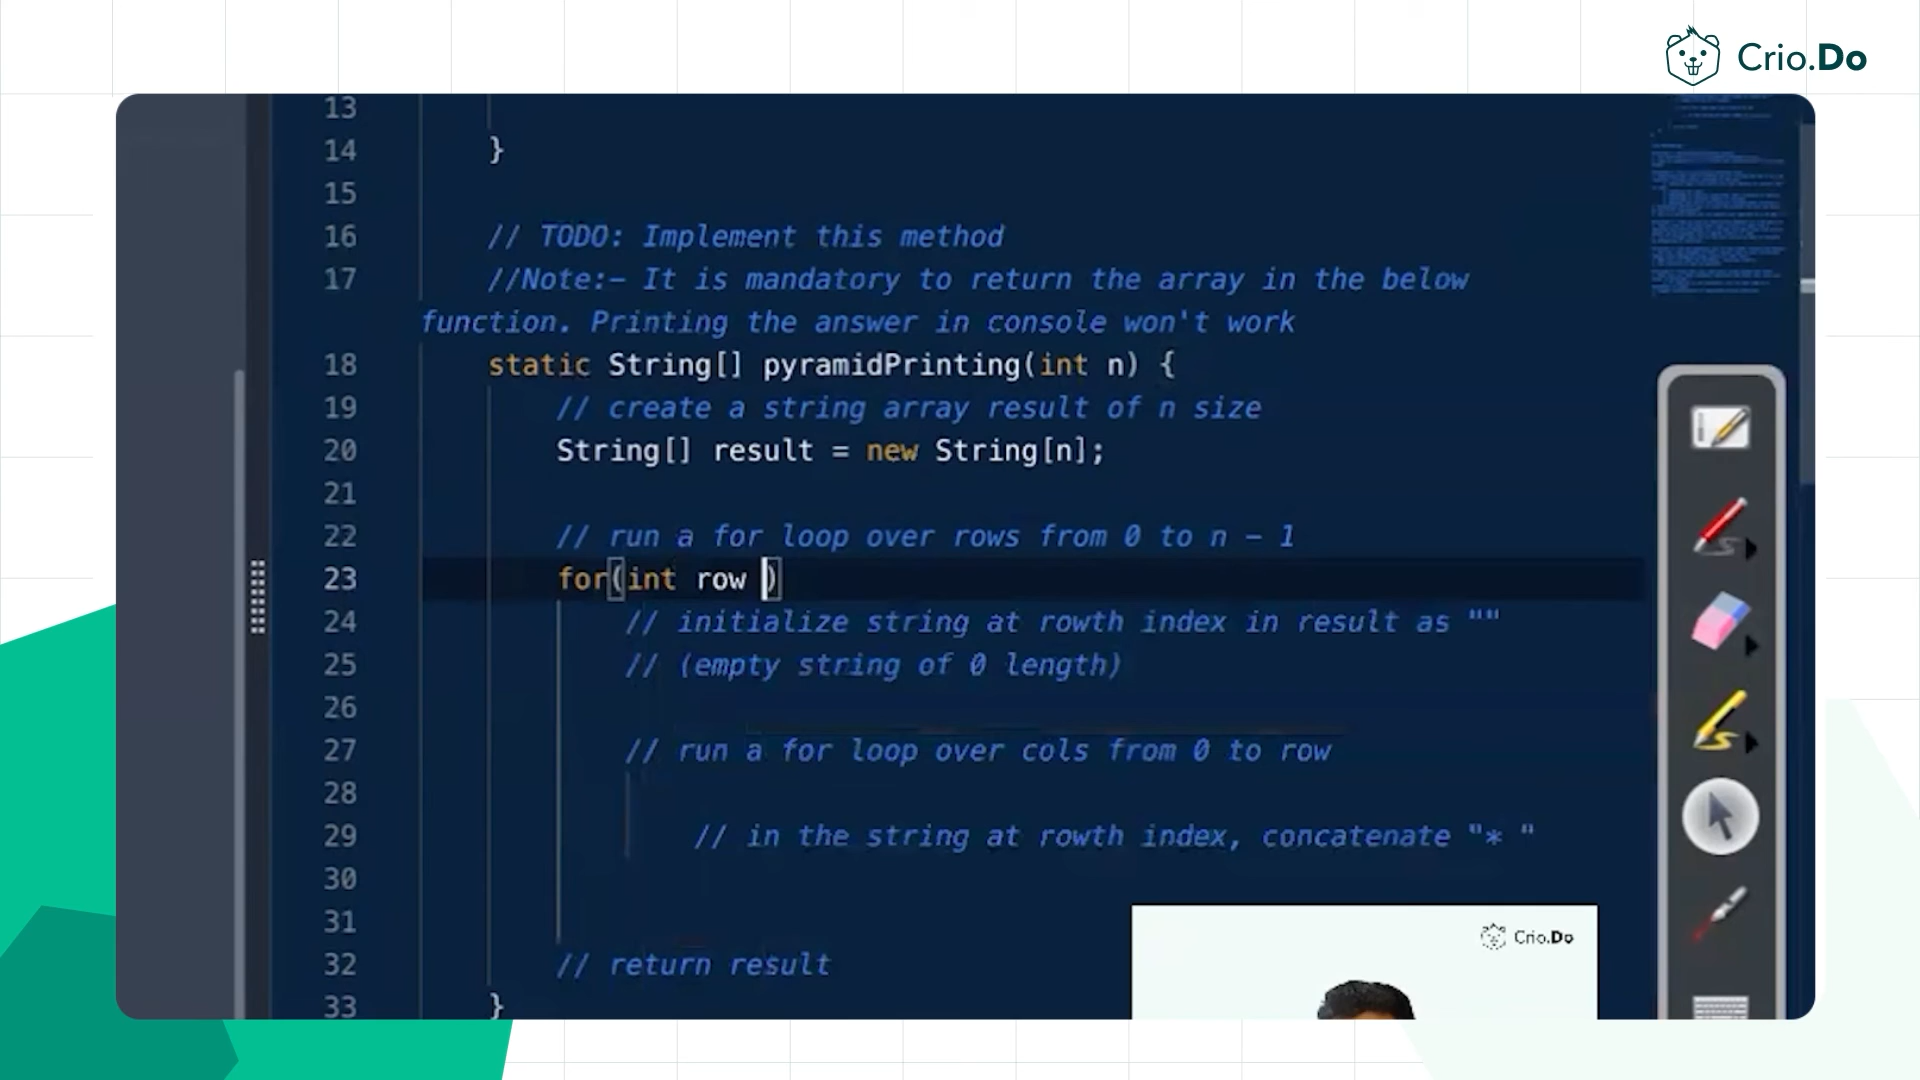 Crio.Do
13
14 }
15
16 // TODO: Implement this method
17 //Note:– It is mandatory to return the array in the below
function. Printing the answer in console won't work
18 static String[] pyramidPrinting(int n) {
19 // create a string array result of n size
20 String[] result = new String[n];
21
22 // run a for loop over rows from 0 to n – 1
23 for(int row )
24 // initialize string at rowth index in result as ""
25 // (empty string of 0 length)
26
27 // run a for loop over cols from 0 to row
28
29 // in the string at rowth index, concatenate "* "
30
31
32 // return result
33 }
Crio.Do